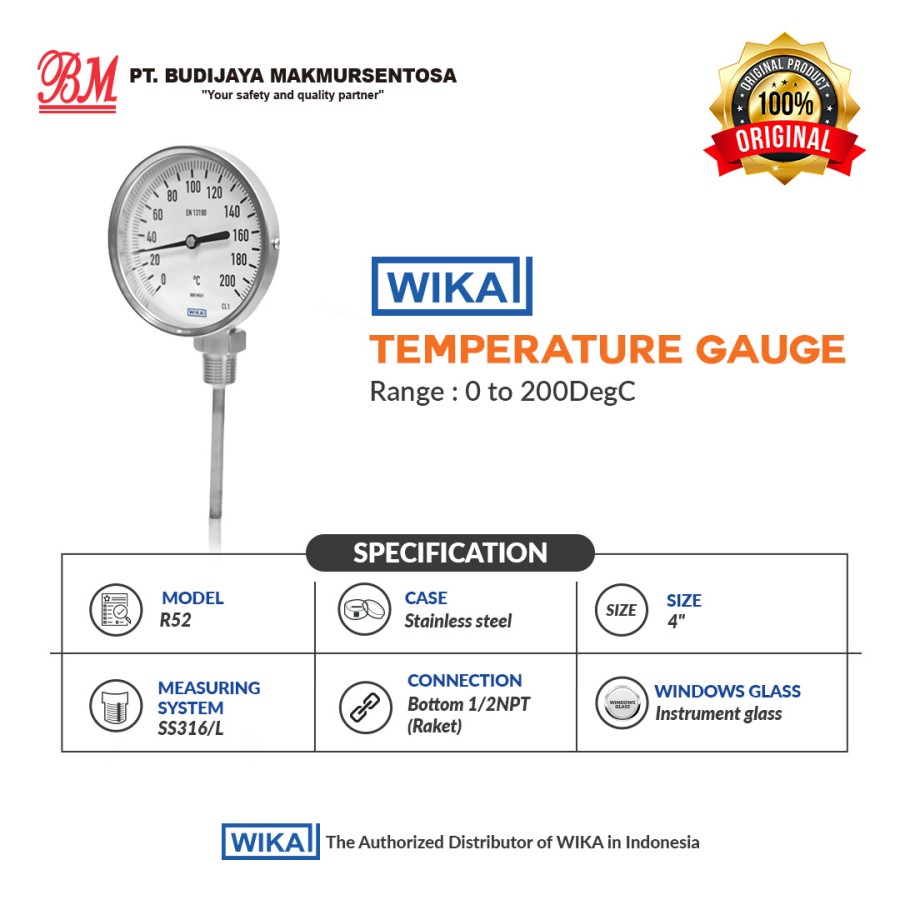 BM PT. BUDIJAYA MAKMURSENTOSA
"Your safety and quality partner"
ORIGINAL PRODUCT
100%
ORIGINAL
100
80 120
60 EN 13190 140
40 160
20 180
0 °C 200
WIKA CL1
WIKA
TEMPERATURE GAUGE
Range : 0 to 200DegC
SPECIFICATION
MODEL
R52
CASE
Stainless steel
SIZE
SIZE
4"
MEASURING
SYSTEM
SS316/L
CONNECTION
Bottom 1/2NPT
(Raket)
WINDOWS
GLASS
WINDOWS GLASS
Instrument glass
WIKA The Authorized Distributor of WIKA in Indonesia